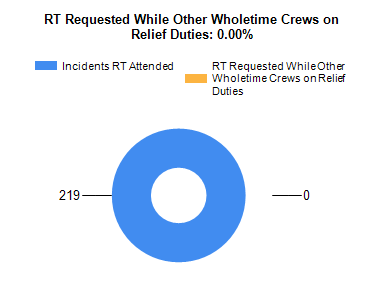 RT Requested While Other Wholetime Crews on
Relief Duties: 0.00%
Incidents RT Attended
RT Requested While Other
Wholetime Crews on Relief
Duties
219
0